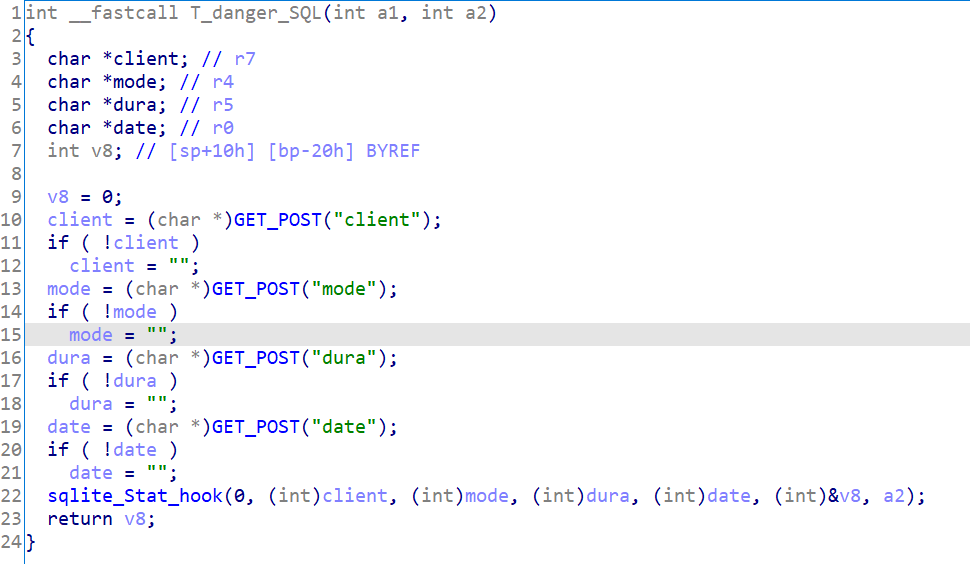 1 int __fastcall T_danger_SQL(int a1, int a2)
2 {
3   char *client; // r7
4   char *mode; // r4
5   char *dura; // r5
6   char *date; // r0
7   int v8; // [sp+10h] [bp-20h] BYREF
8
9   v8 = 0;
10   client = (char *)GET_POST("client");
11   if ( !client )
12     client = "";
13   mode = (char *)GET_POST("mode");
14   if ( !mode )
15     mode = "";
16   dura = (char *)GET_POST("dura");
17   if ( !dura )
18     dura = "";
19   date = (char *)GET_POST("date");
20   if ( !date )
21     date = "";
22   sqlite_Stat_hook(0, (int)client, (int)mode, (int)dura, (int)date, (int)&v8, a2);
23   return v8;
24 }